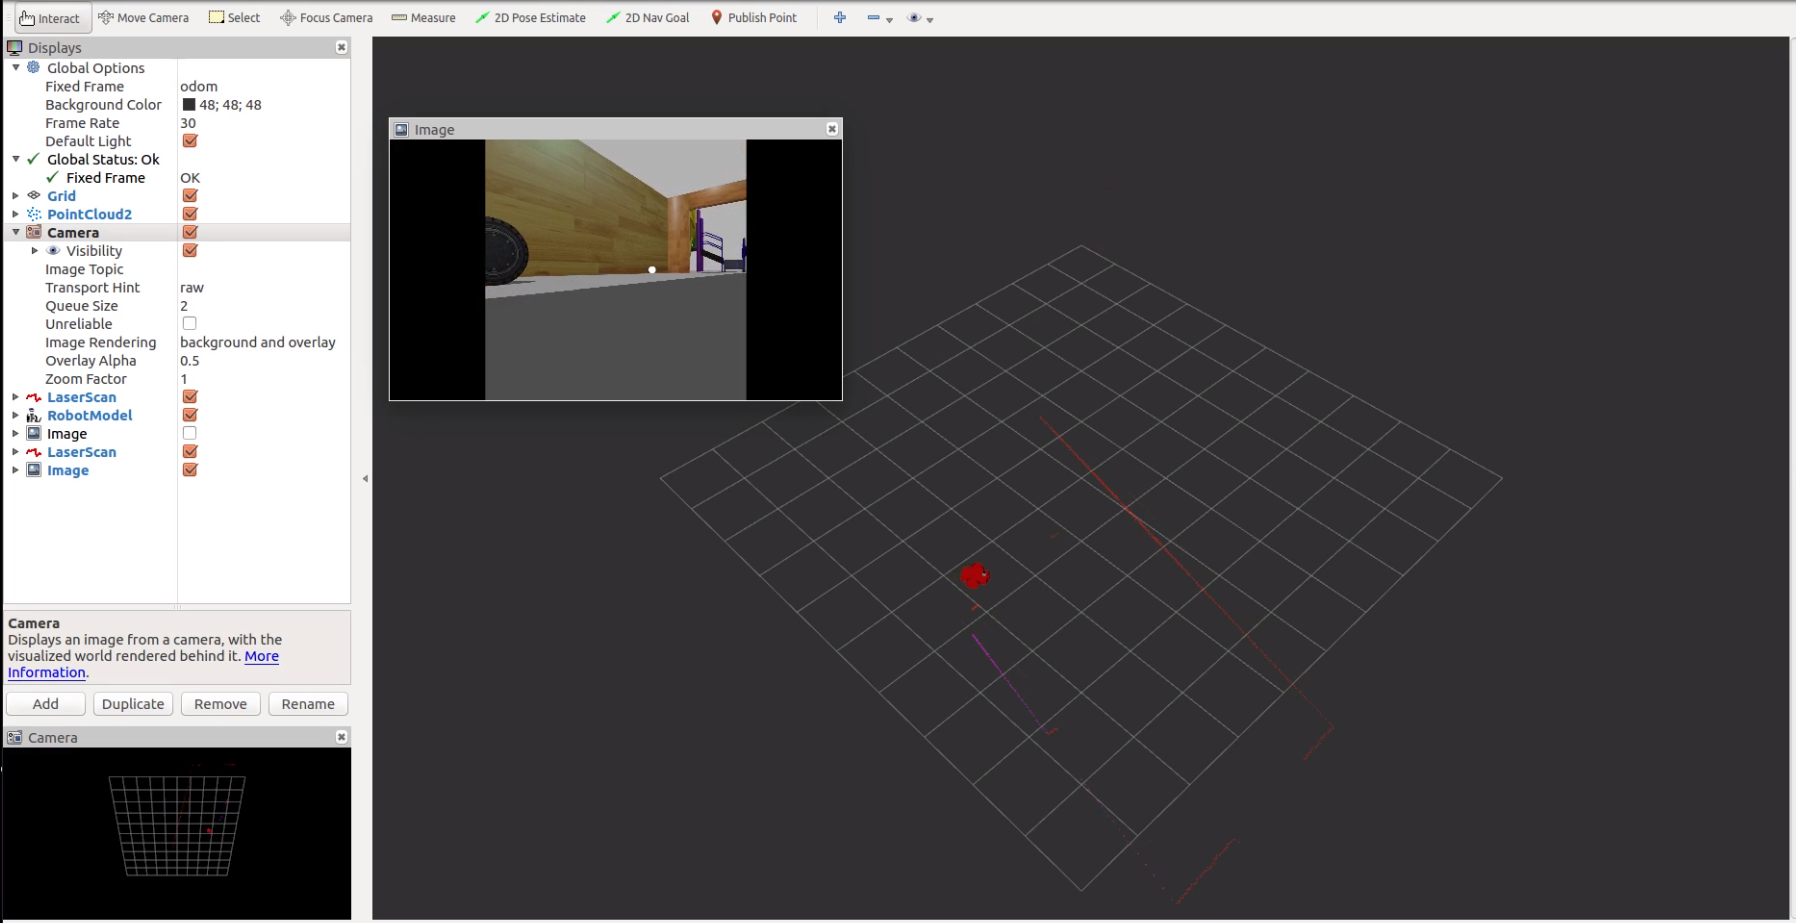 Interact Move Camera Select Focus Camera Measure 2D Pose Estimate 2D Nav Goal Publish Point
Displays
Global Options
Fixed Frame odom
Background Color 48; 48; 48
Frame Rate 30
Default Light
Global Status: Ok
Fixed Frame OK
Grid
PointCloud2
Camera
Visibility
Image Topic
Transport Hint raw
Queue Size 2
Unreliable
Image Rendering background and overlay
Overlay Alpha 0.5
Zoom Factor 1
LaserScan
RobotModel
Image
LaserScan
Image
Camera
Displays an image from a camera, with the
visualized world rendered behind it. More
Information.
Add Duplicate Remove Rename
Camera
Image